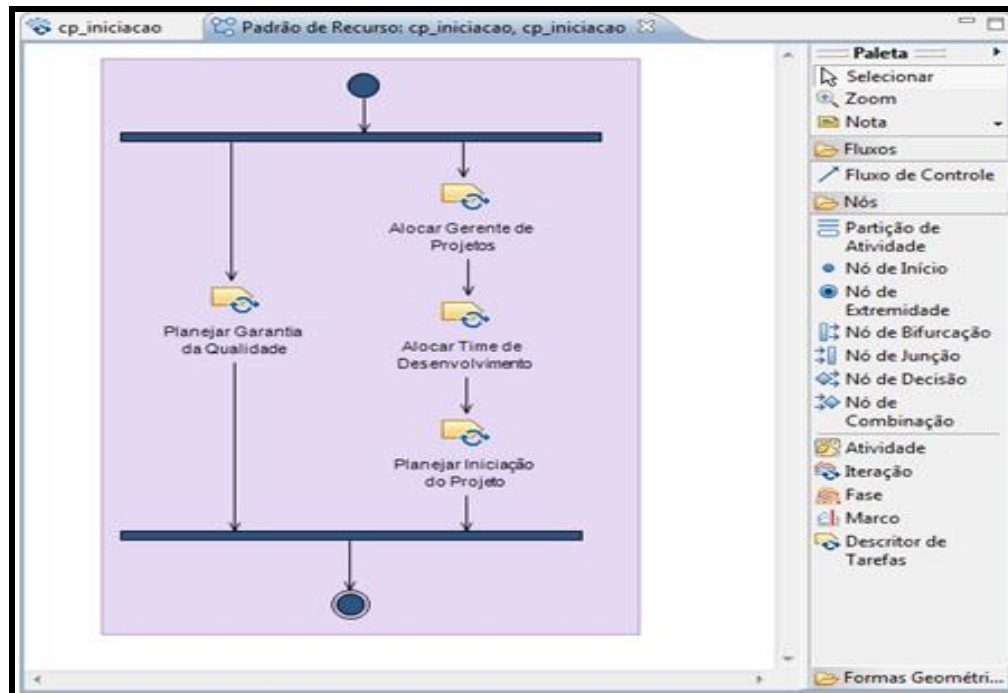 cp_iniciacao
Padrão de Recurso: cp_iniciacao, cp_iniciacao
Alocar Gerente de
Projetos
Planejar Garantia
da Qualidade
Alocar Time de
Desenvolvimento
Planejar Iniciação
do Projeto
Paleta
Selecionar
Zoom
Nota
Fluxos
Fluxo de Controle
Nós
Partição de
Atividade
Nó de Início
Nó de
Extremidade
Nó de Bifurcação
Nó de Junção
Nó de Decisão
Nó de
Combinação
Atividade
Iteração
Fase
Marco
Descritor de
Tarefas
Formas Geométri...